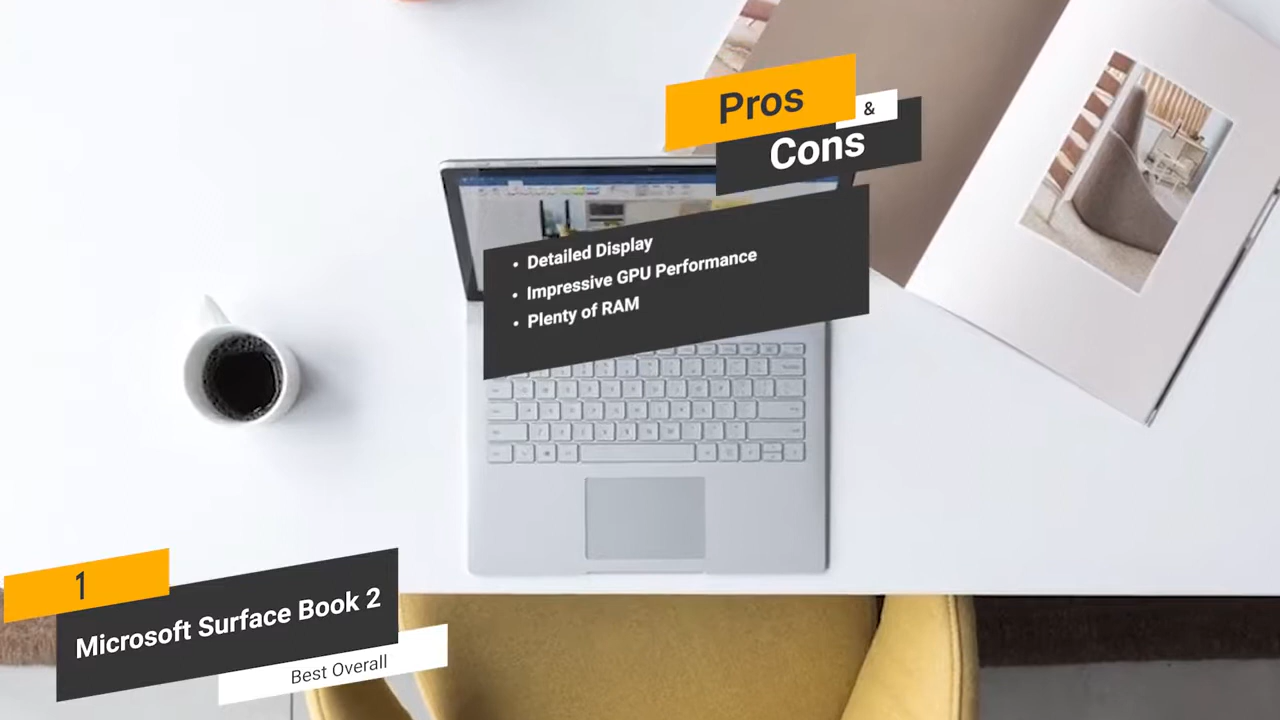 Pros
&
Cons
• Detailed Display
• Impressive GPU Performance
• Plenty of RAM
1
Microsoft Surface Book 2
Best Overall